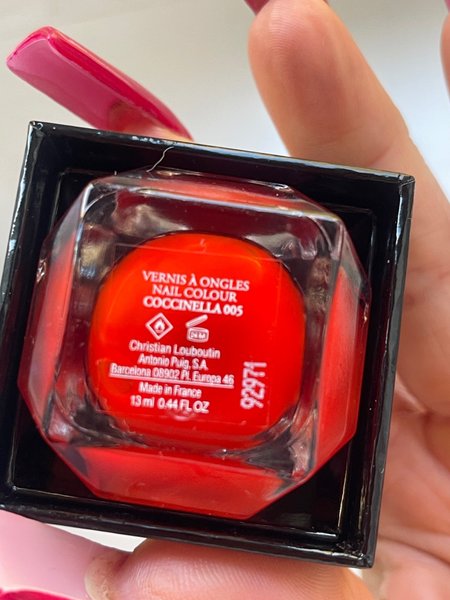 VERNIS À ONGLES
NAIL COLOUR
COCCINELLA 005
24 M
Christian Louboutin
Antonio Puig, S.A.
Barcelona 08902 Pl. Europa 46
Made in France
13 ml 0.44 FL OZ
92971